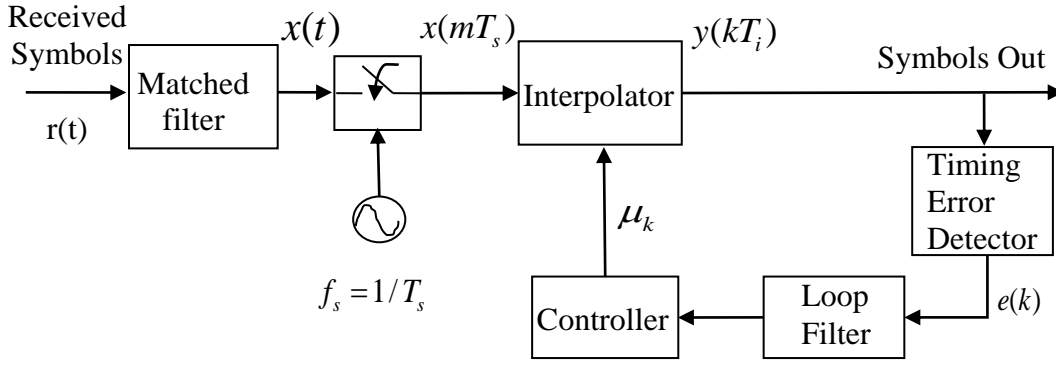 Received
Symbols
r(t)
Matched
filter
x(t)
x(mT_s)
f_s = 1/T_s
Interpolator
y(kT_i)
Symbols Out
Timing
Error
Detector
e(k)
Loop
Filter
Controller
μ_k